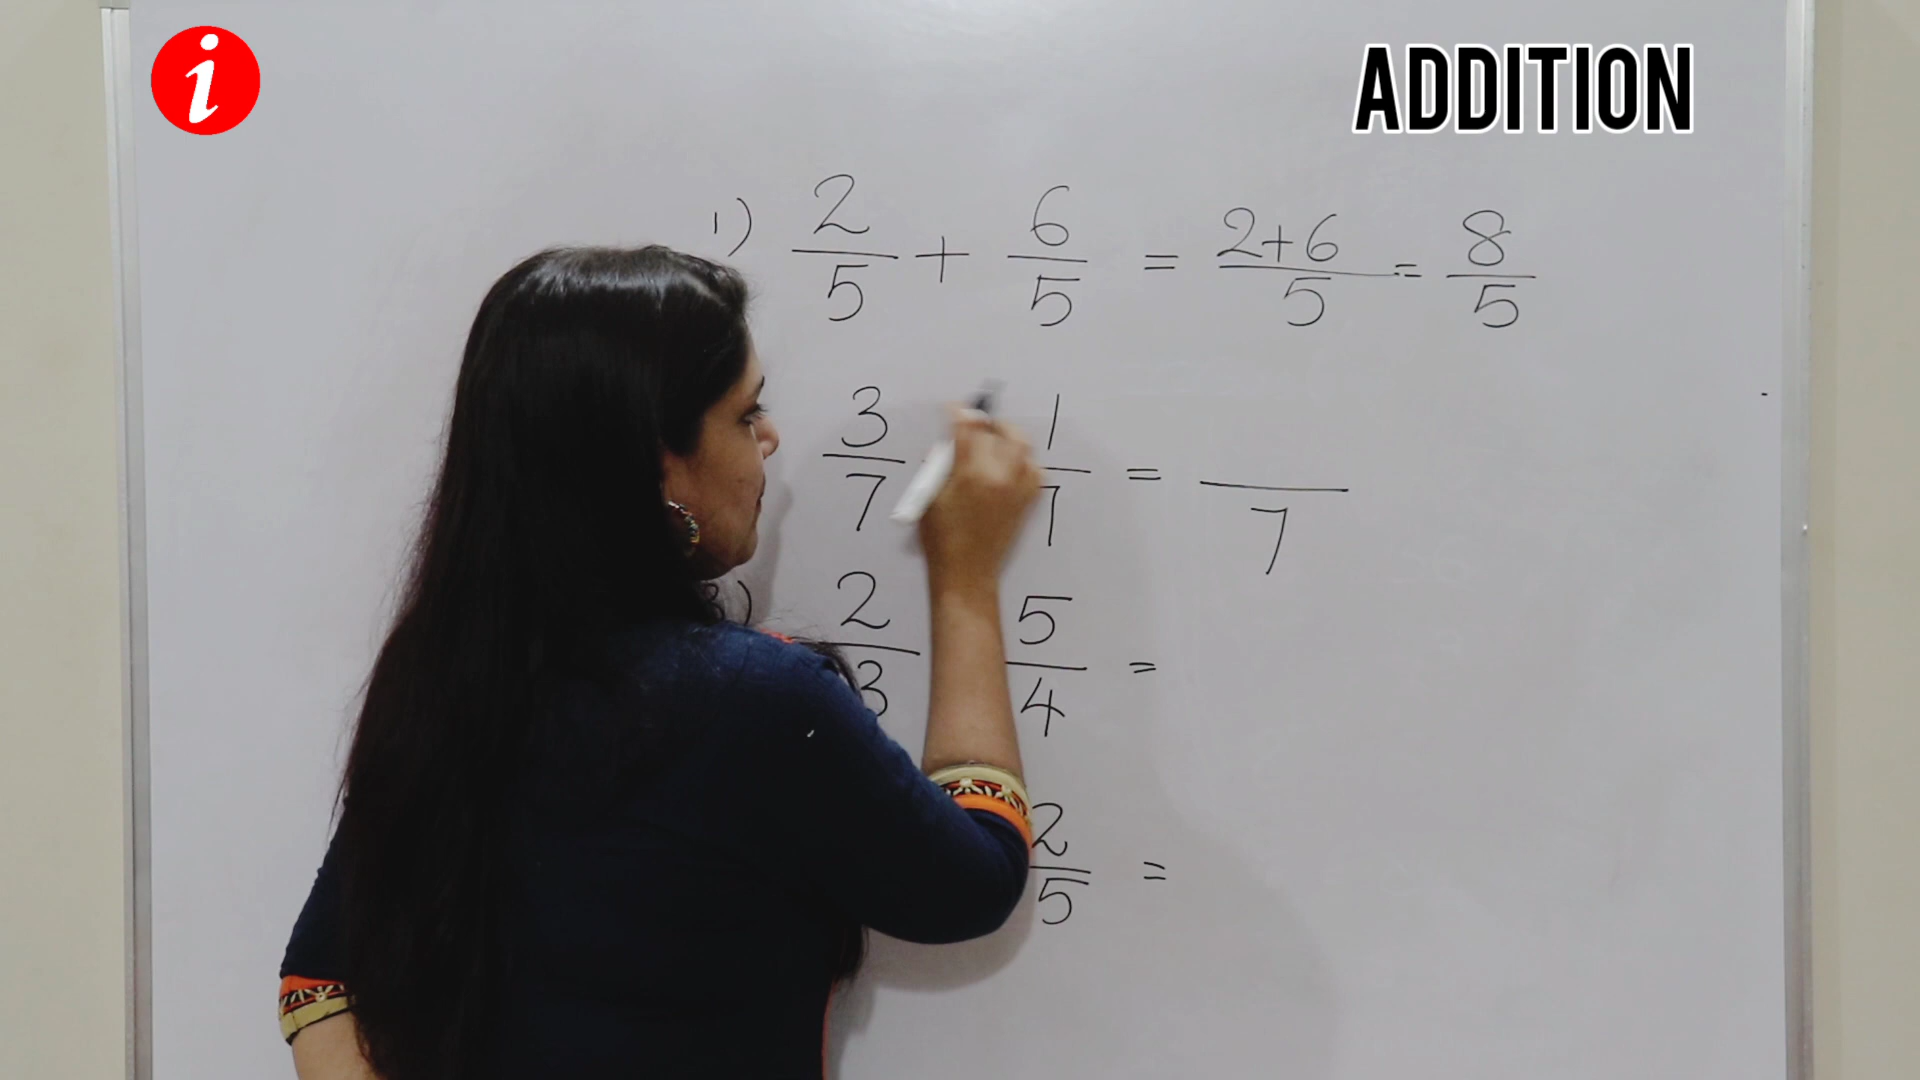 i
ADDITION
1) 2/5 + 6/5 = 2+6/5 = 8/5
3/7 1/7 = /7
3) 2/3 5/4 =
2/5 =